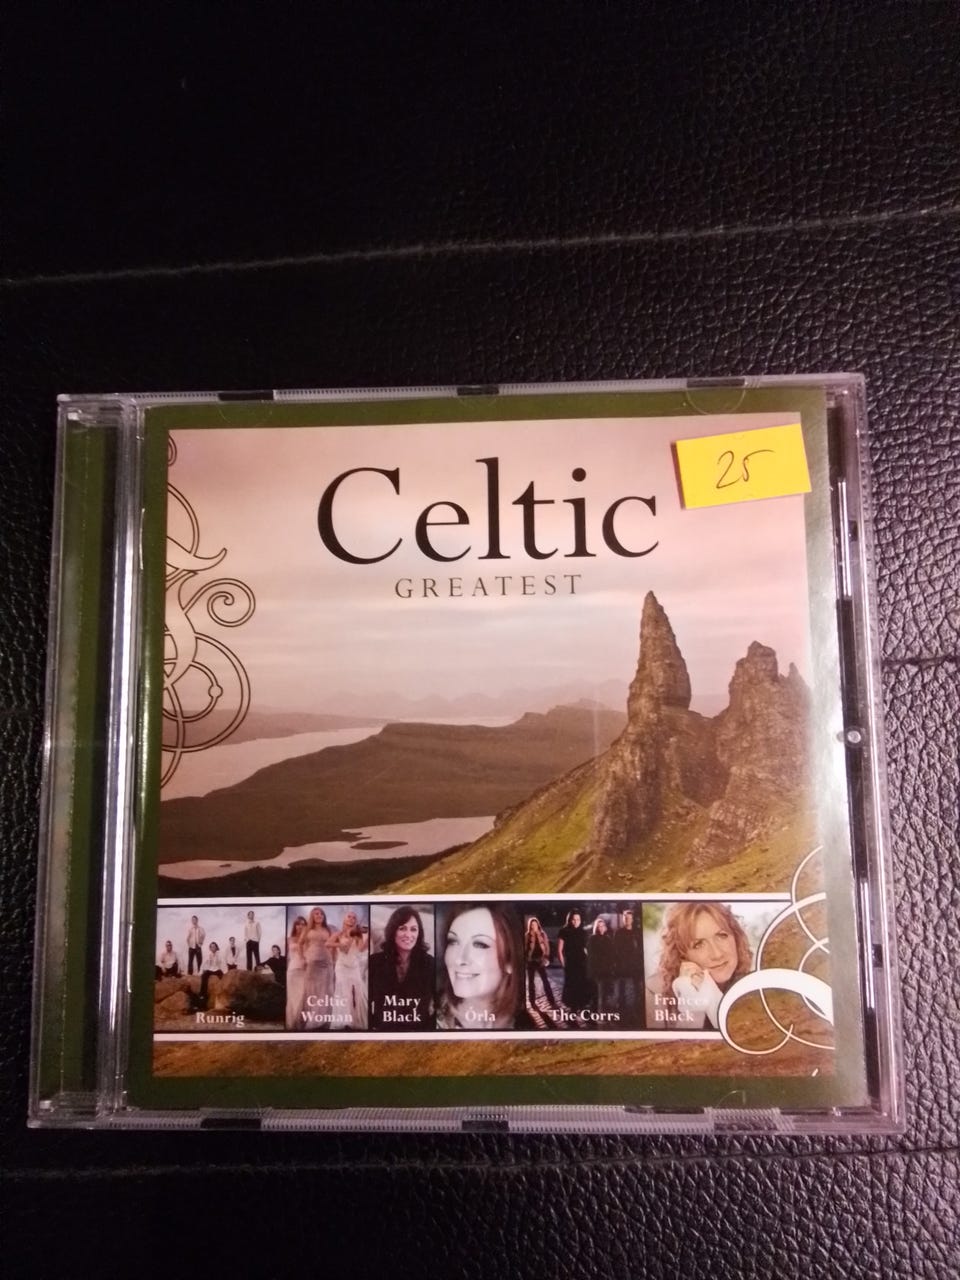 Celtic
GREATEST
25
Runrig
Celtic
Woman
Mary
Black
Órla
The Corrs
Frances
Black